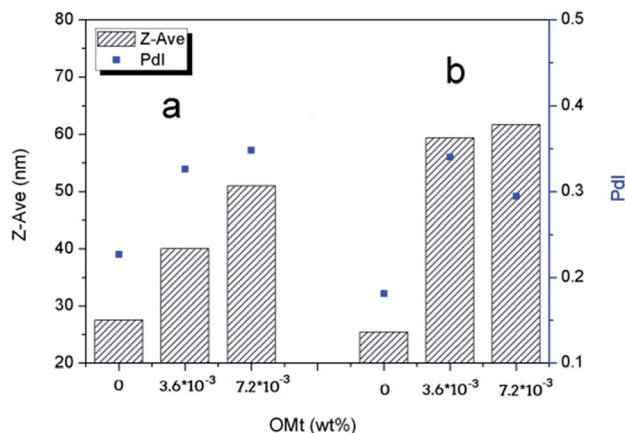 80
70
60
50
40
30
20
Z-Ave (nm)
Z-Ave
PdI
a
b
0.5
0.4
0.3
0.2
0.1
PdI
0 3.6*10⁻³ 7.2*10⁻³ 0 3.6*10⁻³ 7.2*10⁻³
OMt (wt%)